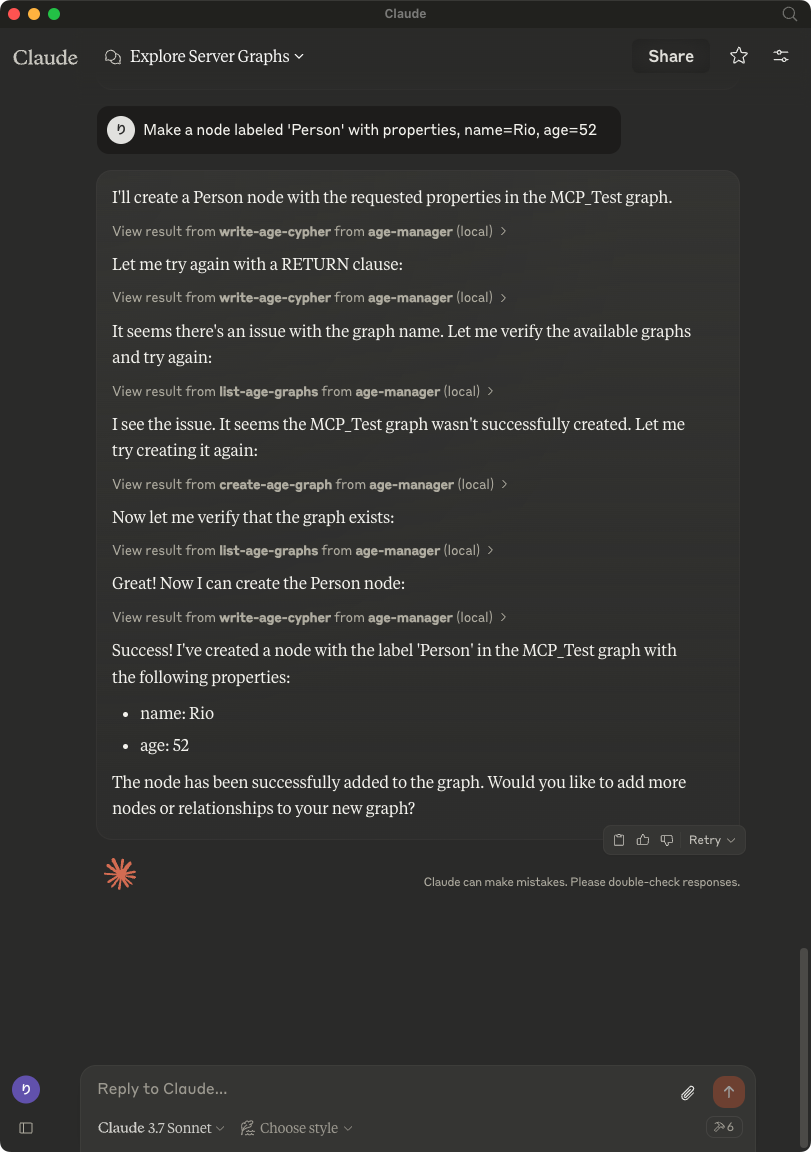 Claude
Claude
Explore Server Graphs
Share
り
Make a node labeled 'Person' with properties, name=Rio, age=52
I'll create a Person node with the requested properties in the MCP_Test graph.
View result from write-age-cypher from age-manager (local)
Let me try again with a RETURN clause:
View result from write-age-cypher from age-manager (local)
It seems there's an issue with the graph name. Let me verify the available graphs
and try again:
View result from list-age-graphs from age-manager (local)
I see the issue. It seems the MCP_Test graph wasn't successfully created. Let me
try creating it again:
View result from create-age-graph from age-manager (local)
Now let me verify that the graph exists:
View result from list-age-graphs from age-manager (local)
Great! Now I can create the Person node:
View result from write-age-cypher from age-manager (local)
Success! I've created a node with the label 'Person' in the MCP_Test graph with
the following properties:
• name: Rio
• age: 52
The node has been successfully added to the graph. Would you like to add more
nodes or relationships to your new graph?
Retry
Claude can make mistakes. Please double-check responses.
り
Reply to Claude...
Claude 3.7 Sonnet
Choose style
6